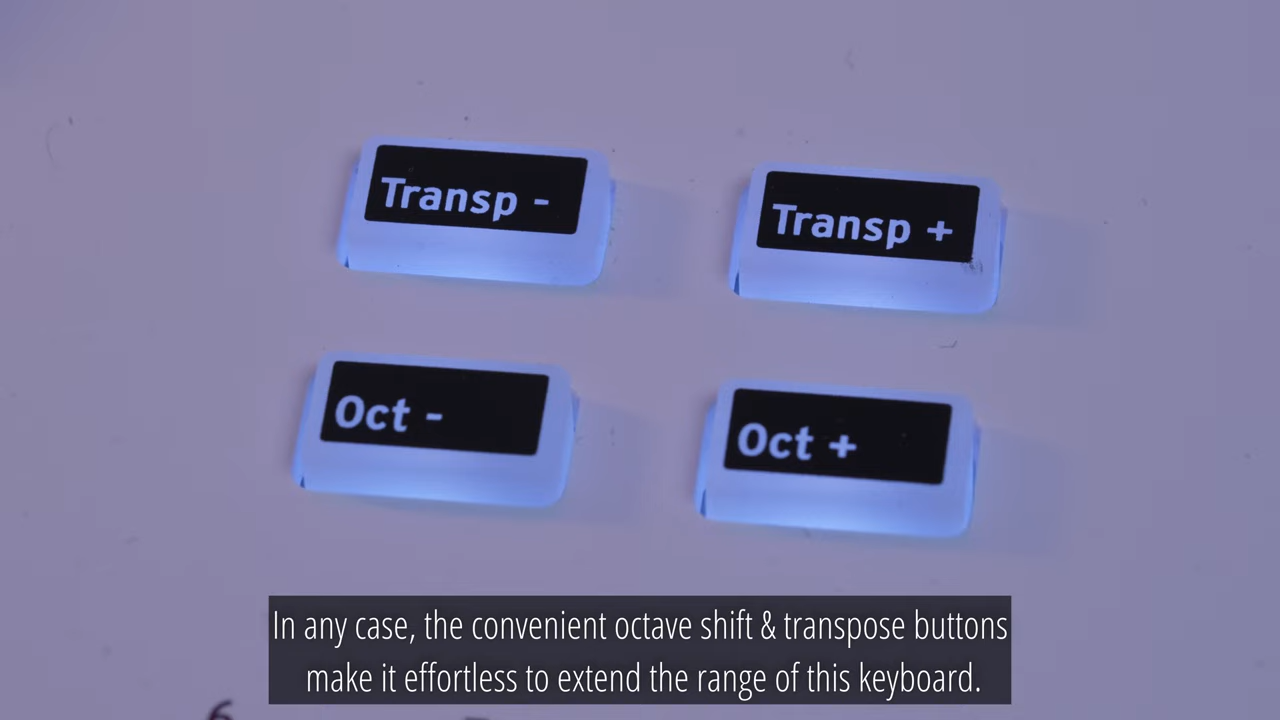 Transp -
Transp +
Oct -
Oct +
In any case, the convenient octave shift & transpose buttons
make it effortless to extend the range of this keyboard.
6